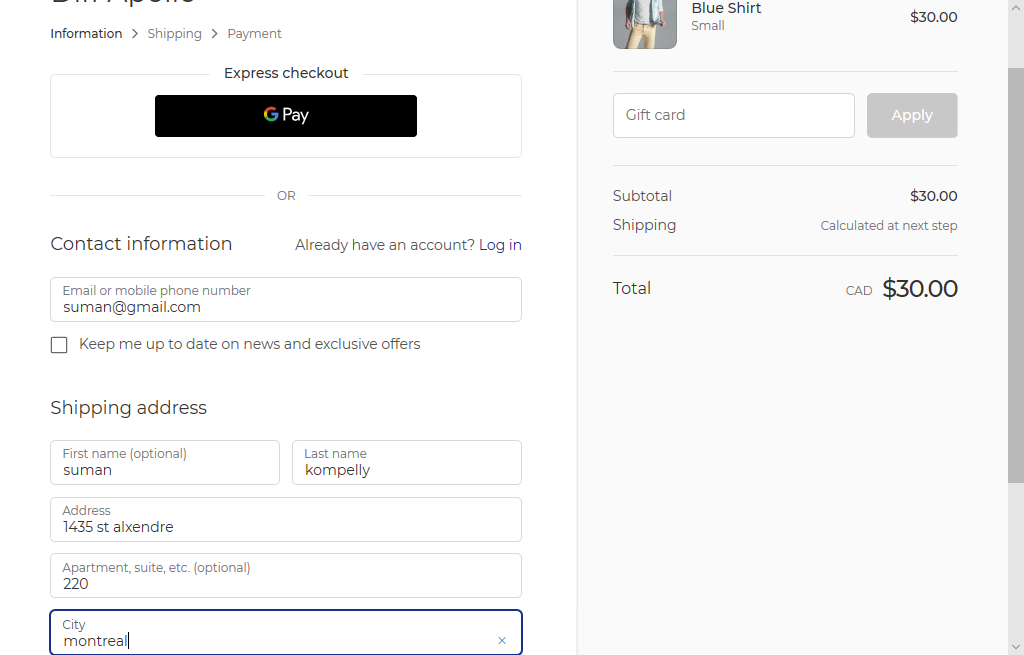 Information > Shipping > Payment
Express checkout
G Pay
OR
Contact information
Already have an account? Log in
Email or mobile phone number
suman@gmail.com
Keep me up to date on news and exclusive offers
Shipping address
First name (optional)
suman
Last name
kompelly
Address
1435 st alxendre
Apartment, suite, etc. (optional)
220
City
montreal
Blue Shirt
Small
$30.00
Gift card
Apply
Subtotal
$30.00
Shipping
Calculated at next step
Total
CAD $30.00